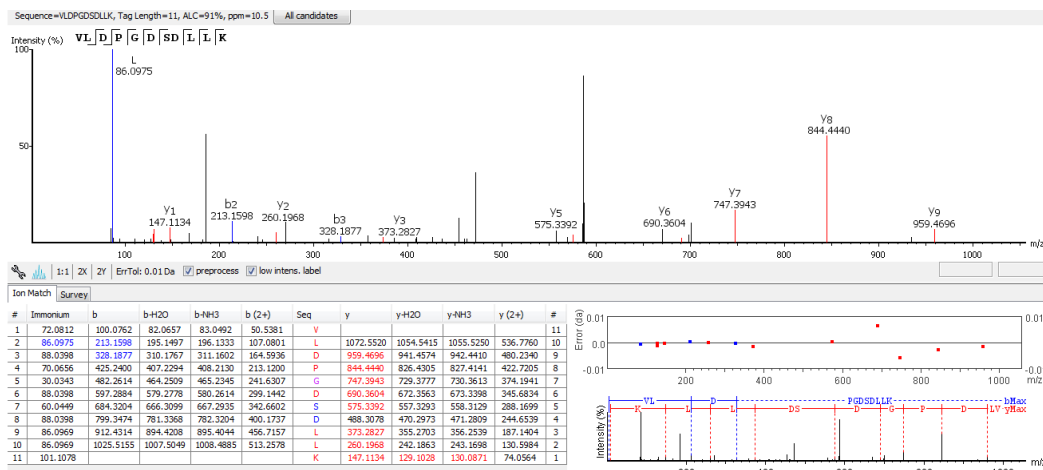 Sequence=VLDPGDSDLLK, Tag Length=11, ALC=91%, ppm=10.5 All candidates
Intensity (%) V L D P G D S D L L K
100
L
86.0975
y8
844.4440
50
y7
747.3943
b2
213.1598
y2
260.1968
y1
147.1134
b3
328.1877
y3
373.2827
y5
575.3392
y6
690.3604
y9
959.4696
100 200 300 400 500 600 700 800 900 1000 m/z
1:1 2X 2Y ErrTol: 0.01 Da preprocess low intens. label
Ion Match Survey
# Immonium b b-H2O b-NH3 b (2+) Seq y y-H2O y-NH3 y (2+) #
1 72.0812 100.0762 82.0657 83.0492 50.5381 V 11
2 86.0975 213.1598 195.1497 196.1333 107.0801 L 1072.5520 1054.5415 1055.5250 536.7760 10
3 88.0398 328.1877 310.1767 311.1602 164.5936 D 959.4696 941.4574 942.4410 480.2340 9
4 70.0656 425.2400 407.2294 408.2130 213.1200 P 844.4440 826.4305 827.4141 422.7205 8
5 30.0343 482.2614 464.2509 465.2345 241.6307 G 747.3943 729.3777 730.3613 374.1941 7
6 88.0398 597.2884 579.2778 580.2614 299.1442 D 690.3604 672.3563 673.3398 345.6834 6
7 60.0449 684.3204 666.3099 667.2935 342.6602 S 575.3392 557.3293 558.3129 288.1699 5
8 88.0398 799.3474 781.3368 782.3204 400.1737 D 488.3078 470.2973 471.2809 244.6539 4
9 86.0969 912.4314 894.4208 895.4044 456.7157 L 373.2827 355.2703 356.2539 187.1404 3
10 86.0969 1025.5155 1007.5049 1008.4885 513.2578 L 260.1968 242.1863 243.1698 130.5984 2
11 101.1078 K 147.1134 129.1028 130.0871 74.0564 1
Error (da)
0.01 0.01
0.0
-0.01
200 400 600 800 1000 m/z
VL D PGDSDLLK bMax
K L L DS D G P D LV yMax
Intensity (%)
m/z